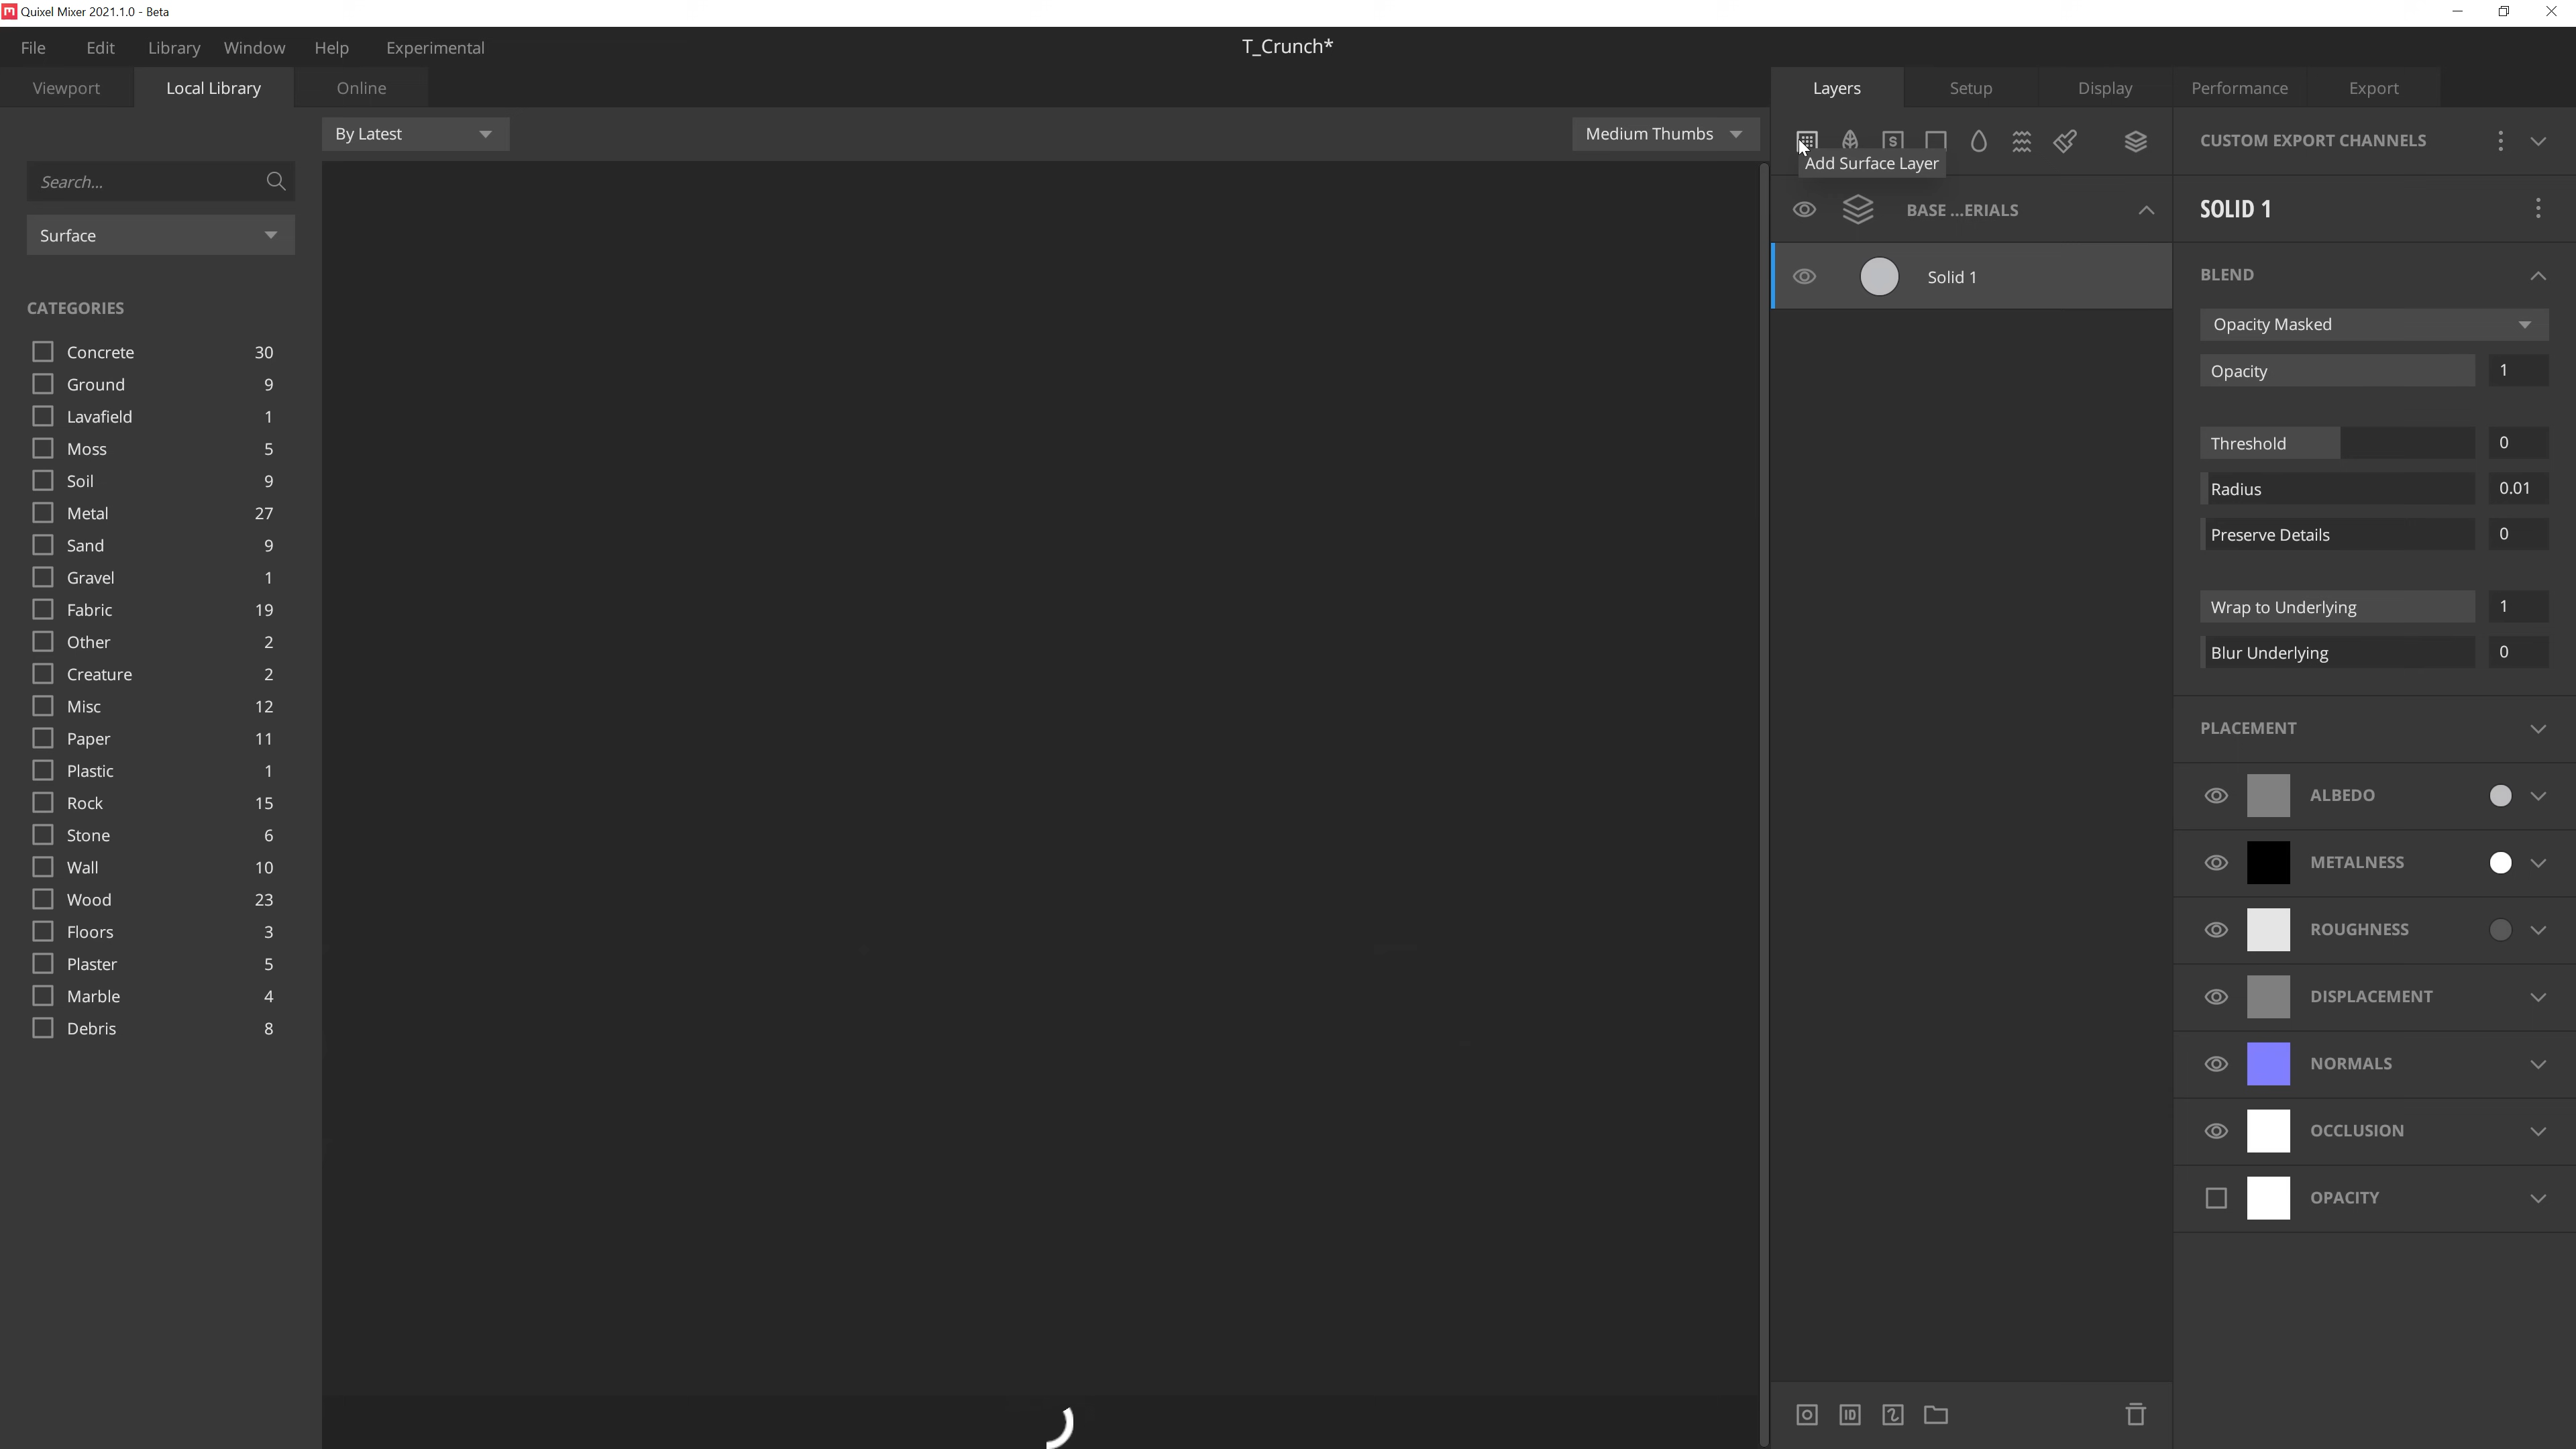 Quixel Mixer 2021.1.0 - Beta
File Edit Library Window Help Experimental
T_Crunch*
Viewport Local Library Online
Layers Setup Display Performance Export
By Latest
Medium Thumbs
Search...
Surface
CATEGORIES
Concrete 30
Ground 9
Lavafield 1
Moss 5
Soil 9
Metal 27
Sand 9
Gravel 1
Fabric 19
Other 2
Creature 2
Misc 12
Paper 11
Plastic 1
Rock 15
Stone 6
Wall 10
Wood 23
Floors 3
Plaster 5
Marble 4
Debris 8
S
Add Surface Layer
BASE ...ERIALS
Solid 1
ID
CUSTOM EXPORT CHANNELS
SOLID 1
BLEND
Opacity Masked
Opacity 1
Threshold 0
Radius 0.01
Preserve Details 0
Wrap to Underlying 1
Blur Underlying 0
PLACEMENT
ALBEDO
METALNESS
ROUGHNESS
DISPLACEMENT
NORMALS
OCCLUSION
OPACITY